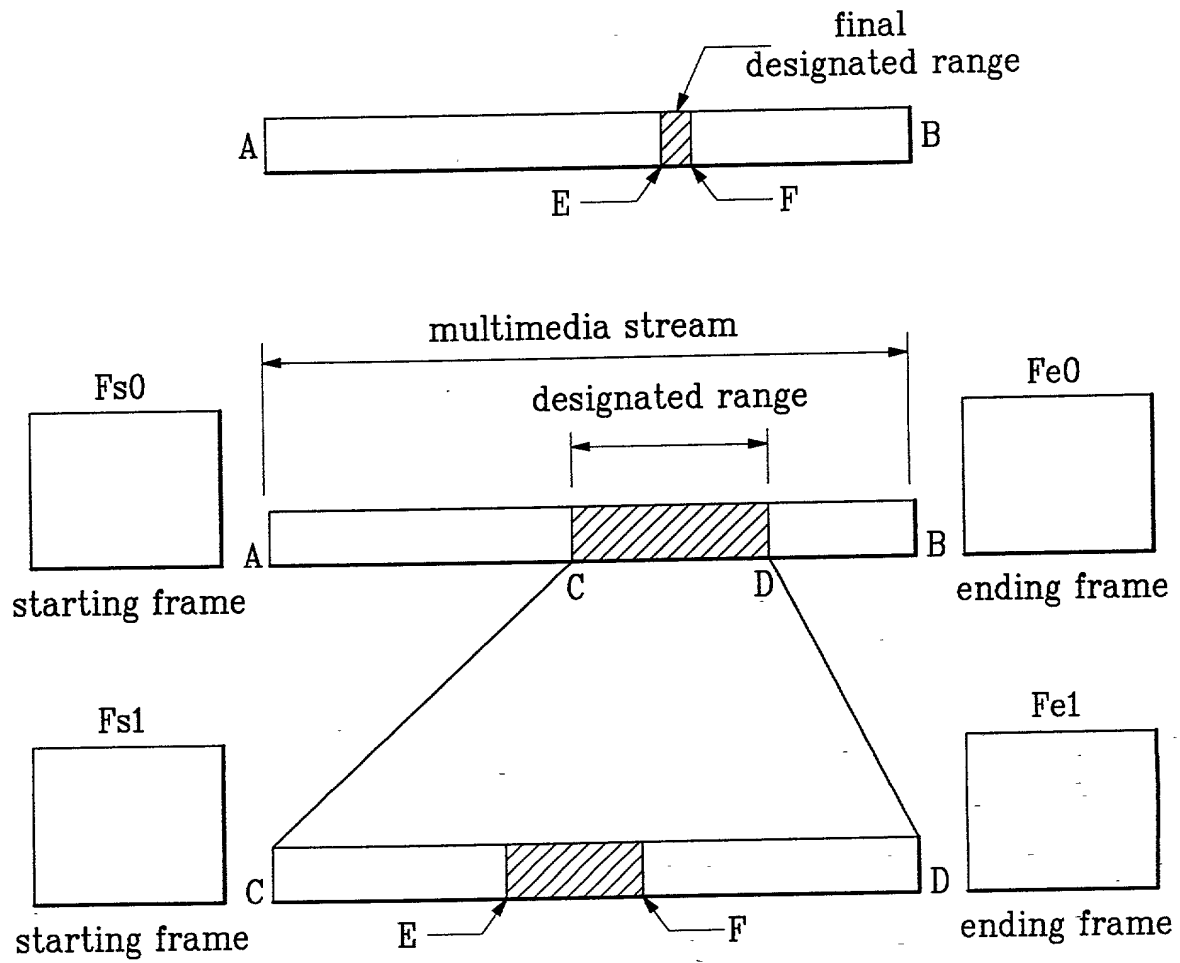 final
designated range
A
B
E
F
multimedia stream
Fs0
Fe0
designated range
A
B
C
D
starting frame
ending frame
Fs1
Fe1
C
D
E
F
starting frame
ending frame